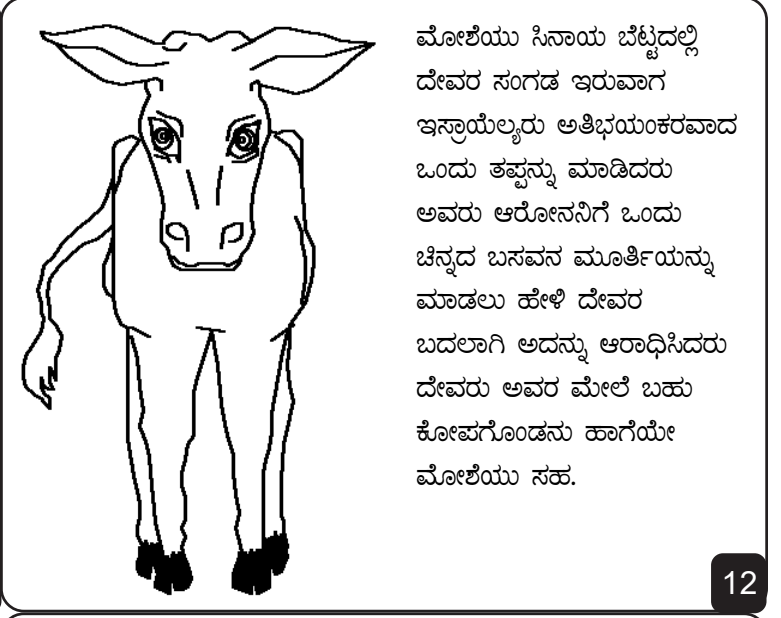 ಮೋಶೆಯು ಸಿನಾಯ ಬೆಟ್ಟದಲ್ಲಿ
ದೇವರ ಸಂಗಡ ಇರುವಾಗ
ಇಸ್ರಾಯೆಲ್ಯರು ಅತಿಭಯಂಕರವಾದ
ಒಂದು ತಪ್ಪನ್ನು ಮಾಡಿದರು
ಅವರು ಆರೋನನಿಗೆ ಒಂದು
ಚಿನ್ನದ ಬಸವನ ಮೂರ್ತಿಯನ್ನು
ಮಾಡಲು ಹೇಳಿ ದೇವರ
ಬದಲಾಗಿ ಅದನ್ನು ಆರಾಧಿಸಿದರು
ದೇವರು ಅವರ ಮೇಲೆ ಬಹು
ಕೋಪಗೊಂಡನು ಹಾಗೆಯೇ
ಮೋಶೆಯು ಸಹ.
12